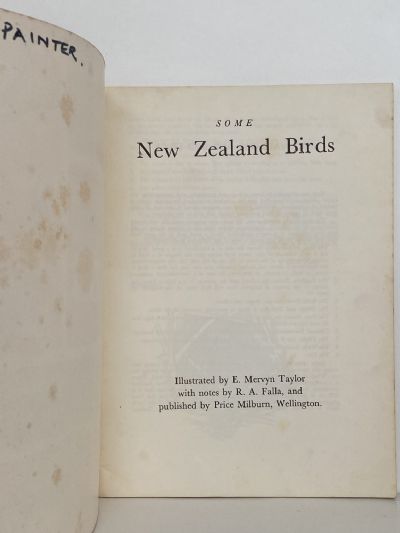 PAINTER.
SOME
New Zealand Birds
Illustrated by E. Mervyn Taylor
with notes by R. A. Falla, and
published by Price Milburn, Wellington.